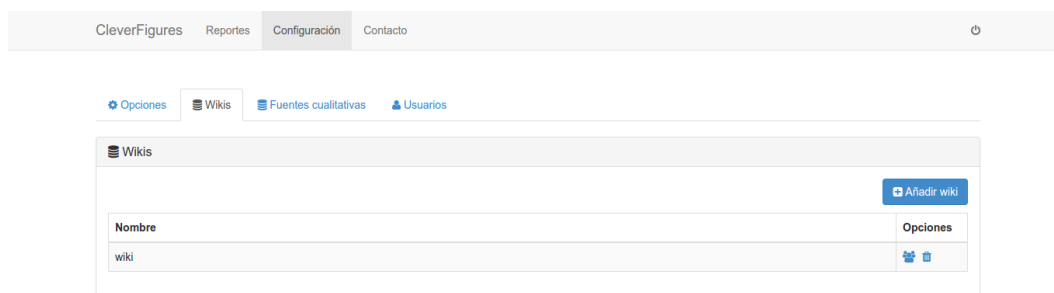 CleverFigures Reportes Configuración Contacto
Opciones Wikis Fuentes cualitativas Usuarios
Wikis
Añadir wiki
Nombre Opciones
wiki